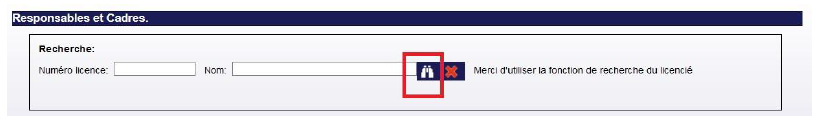 Responsables et Cadres.
Recherche:
Numéro licence: Nom: Merci d'utiliser la fonction de recherche du licencié